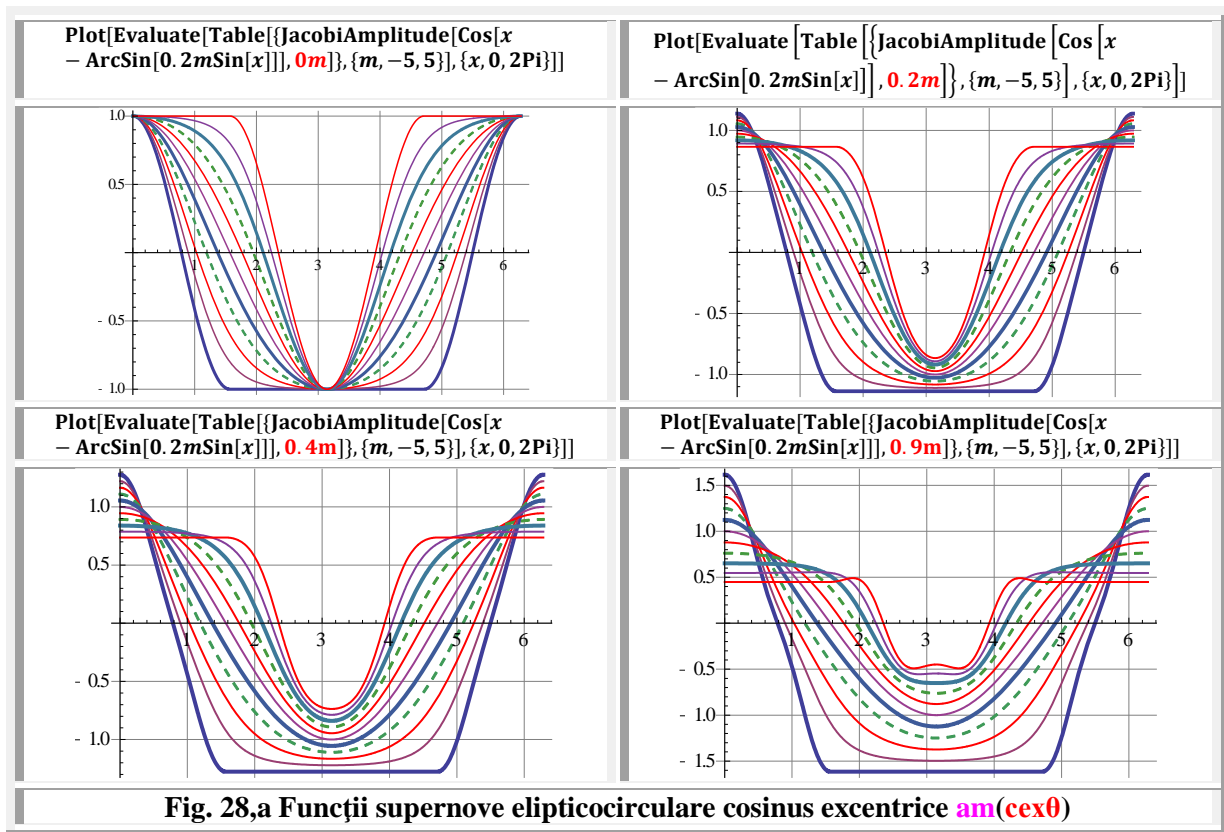 Plot[Evaluate[Table[{JacobiAmplitude[Cos[x
− ArcSin[0.2mSin[x]]], 0m]}, {m, −5, 5}], {x, 0, 2Pi}]]
Plot[Evaluate[Table[{JacobiAmplitude[Cos[x
− ArcSin[0.2mSin[x]]], 0.2m]}, {m, −5, 5}], {x, 0, 2Pi}]]
1.0
0.5
1 2 3 4 5 6
- 0.5
- 1.0
1.0
0.5
1 2 3 4 5 6
- 0.5
- 1.0
Plot[Evaluate[Table[{JacobiAmplitude[Cos[x
− ArcSin[0.2mSin[x]]], 0.4m]}, {m, −5, 5}], {x, 0, 2Pi}]]
Plot[Evaluate[Table[{JacobiAmplitude[Cos[x
− ArcSin[0.2mSin[x]]], 0.9m]}, {m, −5, 5}], {x, 0, 2Pi}]]
1.0
0.5
1 2 3 4 5 6
- 0.5
- 1.0
1.5
1.0
0.5
1 2 3 4 5 6
- 0.5
- 1.0
- 1.5
Fig. 28,a Funcţii supernove elipticocirculare cosinus excentrice am(cexθ)